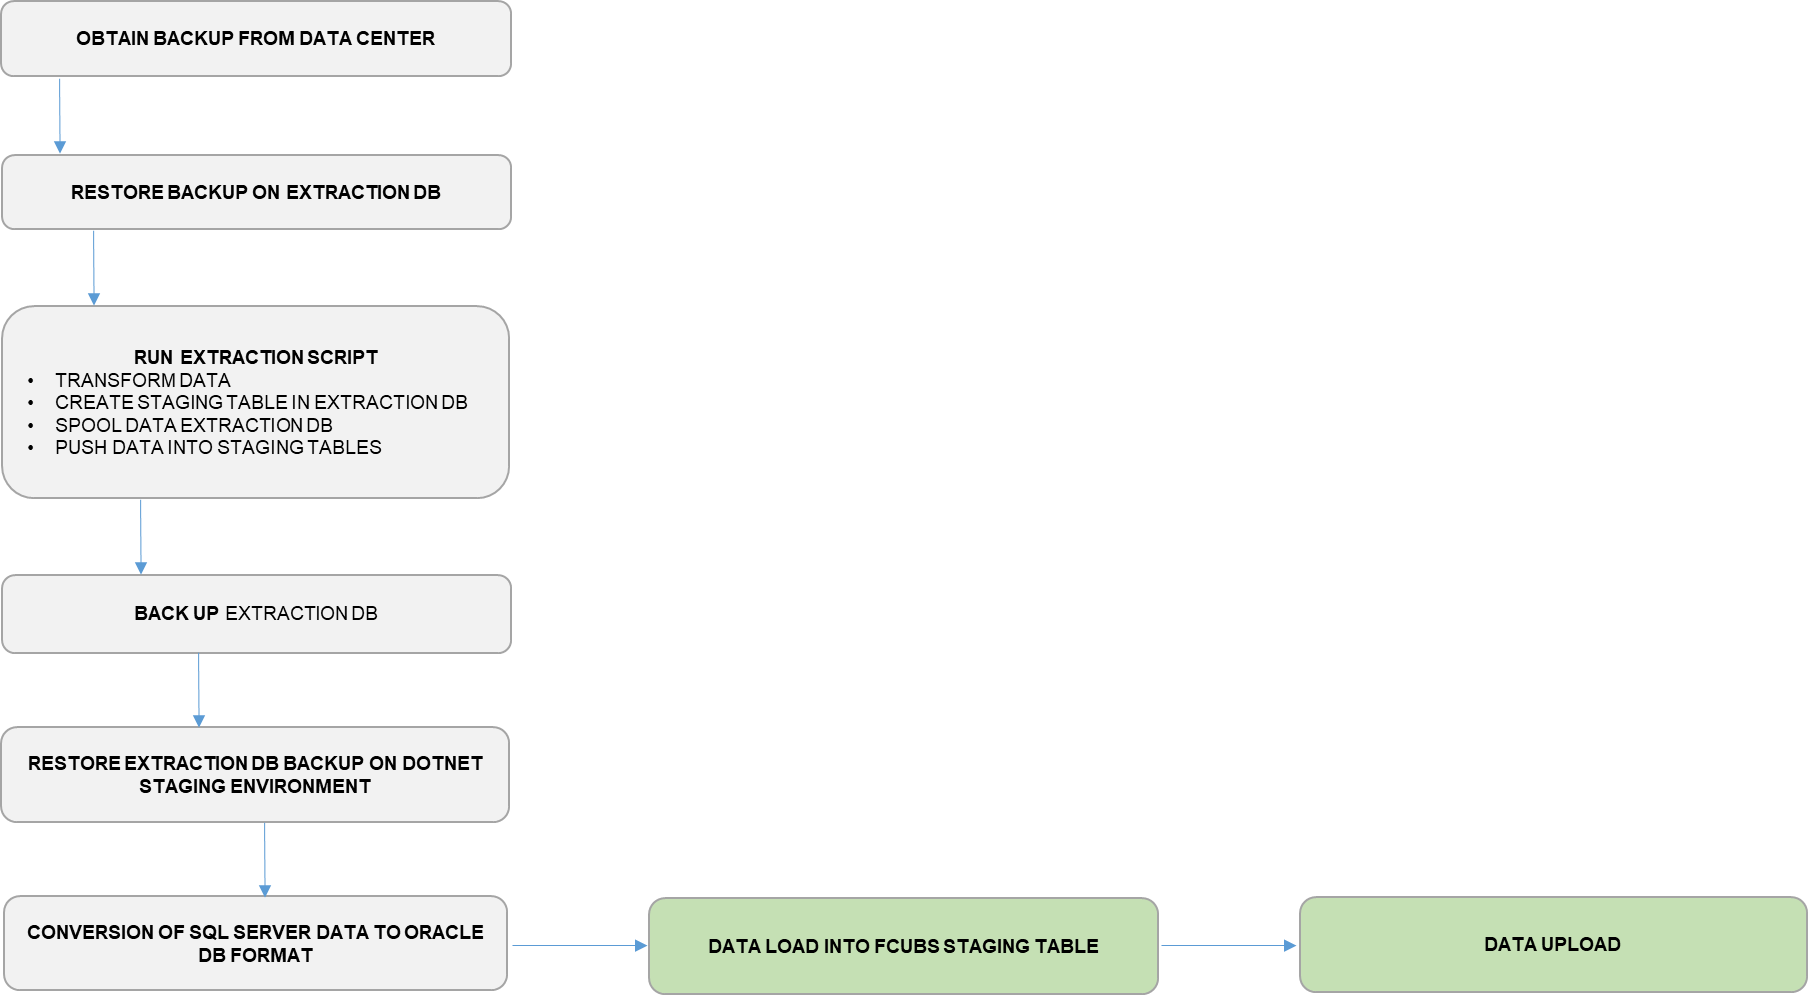 OBTAIN BACKUP FROM DATA CENTER
RESTORE BACKUP ON EXTRACTION DB
RUN EXTRACTION SCRIPT
• TRANSFORM DATA
• CREATE STAGING TABLE IN EXTRACTION DB
• SPOOL DATA EXTRACTION DB
• PUSH DATA INTO STAGING TABLES
BACK UP EXTRACTION DB
RESTORE EXTRACTION DB BACKUP ON DOTNET
STAGING ENVIRONMENT
CONVERSION OF SQL SERVER DATA TO ORACLE
DB FORMAT
DATA LOAD INTO FCUBS STAGING TABLE
DATA UPLOAD